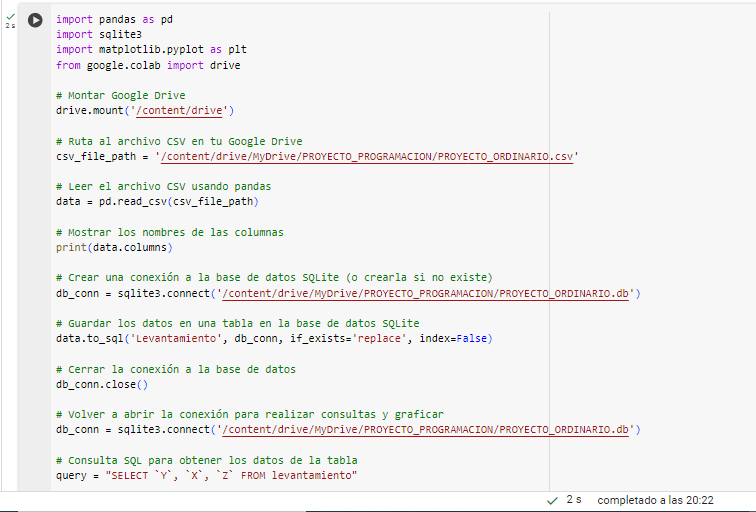 2 s
import pandas as pd
import sqlite3
import matplotlib.pyplot as plt
from google.colab import drive
# Montar Google Drive
drive.mount('/content/drive')
# Ruta al archivo CSV en tu Google Drive
csv_file_path = '/content/drive/MyDrive/PROYECTO_PROGRAMACION/PROYECTO_ORDINARIO.csv'
# Leer el archivo CSV usando pandas
data = pd.read_csv(csv_file_path)
# Mostrar los nombres de las columnas
print(data.columns)
# Crear una conexión a la base de datos SQLite (o crearla si no existe)
db_conn = sqlite3.connect('/content/drive/MyDrive/PROYECTO_PROGRAMACION/PROYECTO_ORDINARIO.db')
# Guardar los datos en una tabla en la base de datos SQLite
data.to_sql('Levantamiento', db_conn, if_exists='replace', index=False)
# Cerrar la conexión a la base de datos
db_conn.close()
# Volver a abrir la conexión para realizar consultas y graficar
db_conn = sqlite3.connect('/content/drive/MyDrive/PROYECTO_PROGRAMACION/PROYECTO_ORDINARIO.db')
# Consulta SQL para obtener los datos de la tabla
query = "SELECT `Y`, `X`, `Z` FROM levantamiento"
2 s completado a las 20:22